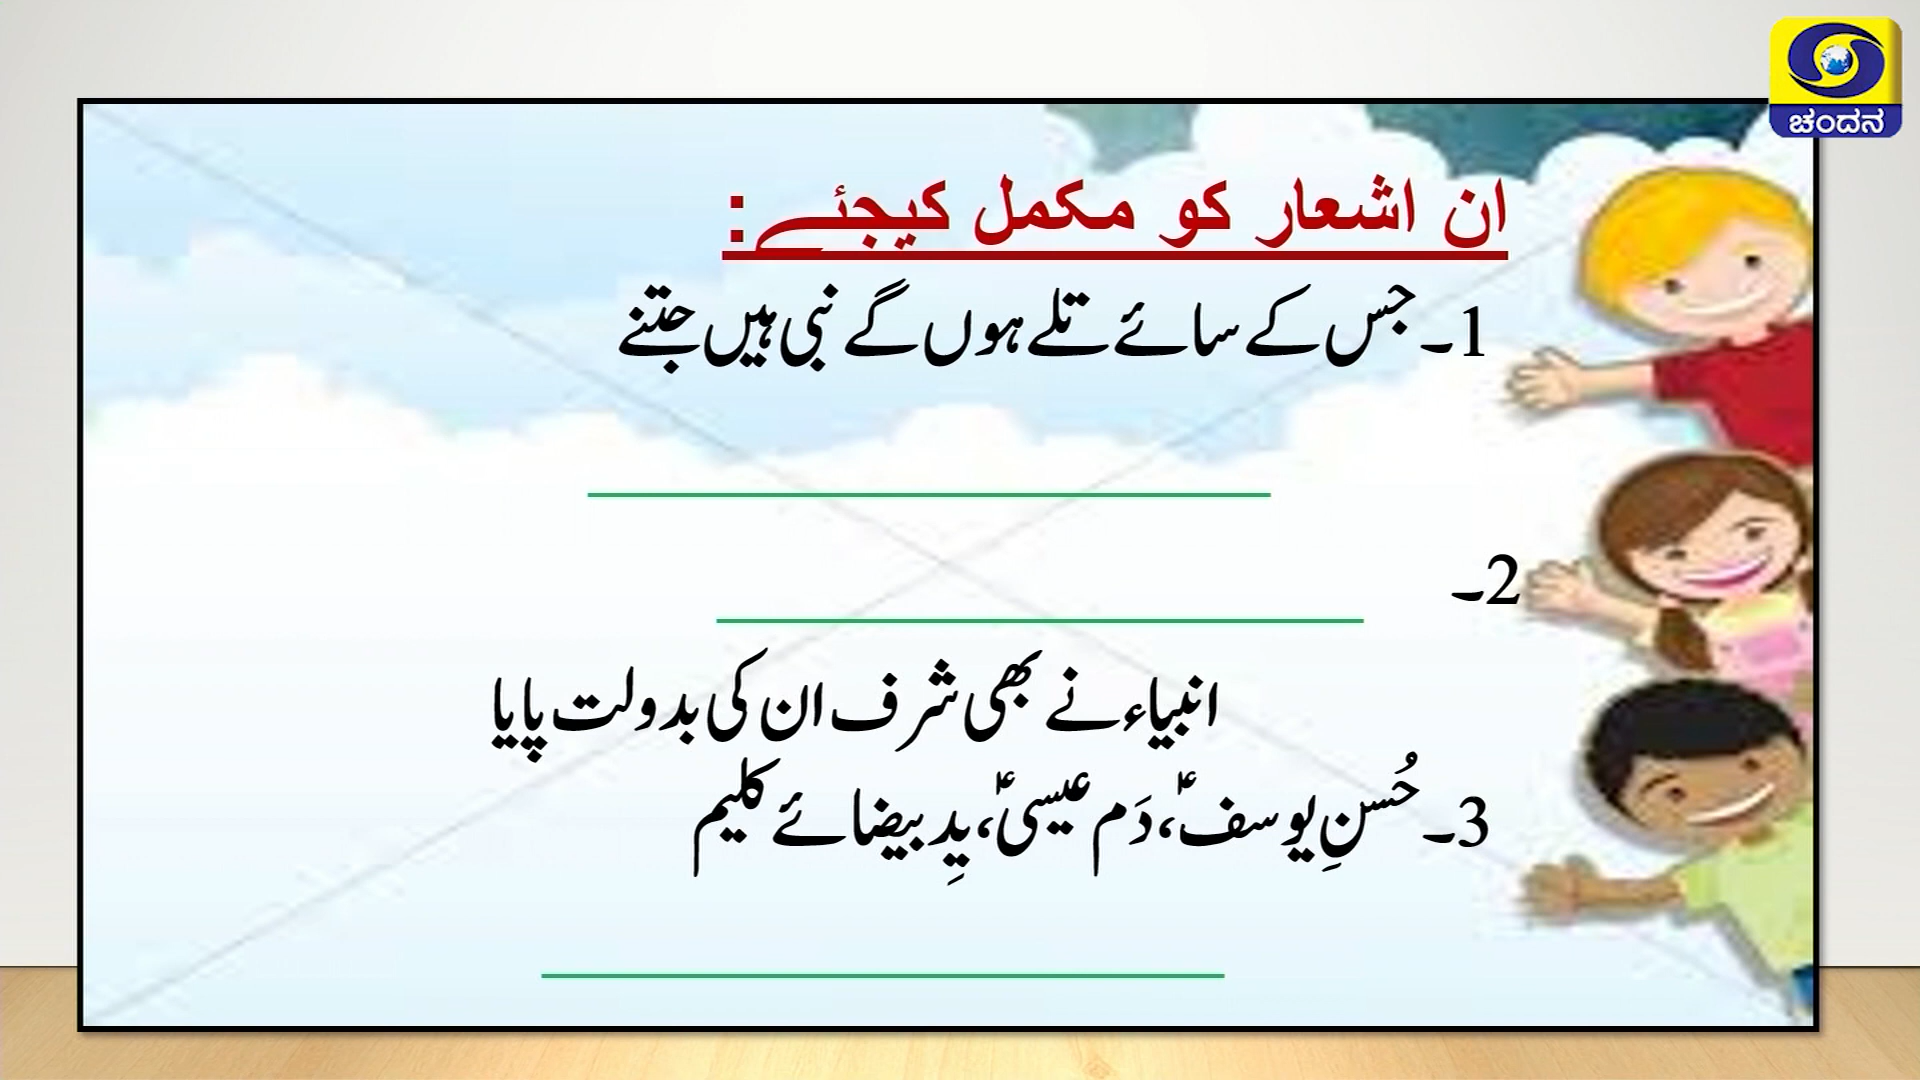 ಚಂದನ
ان اشعار کو مکمل کیجئے:
1۔ جس کے سائے تلے ہوں گے نبی ہیں جتنے
2۔
انبیاء نے بھی شرف ان کی بدولت پایا
3۔ حُسنِ یوسفؑ، دَم عیسیٰؑ، یدِ بیضائے کلیم